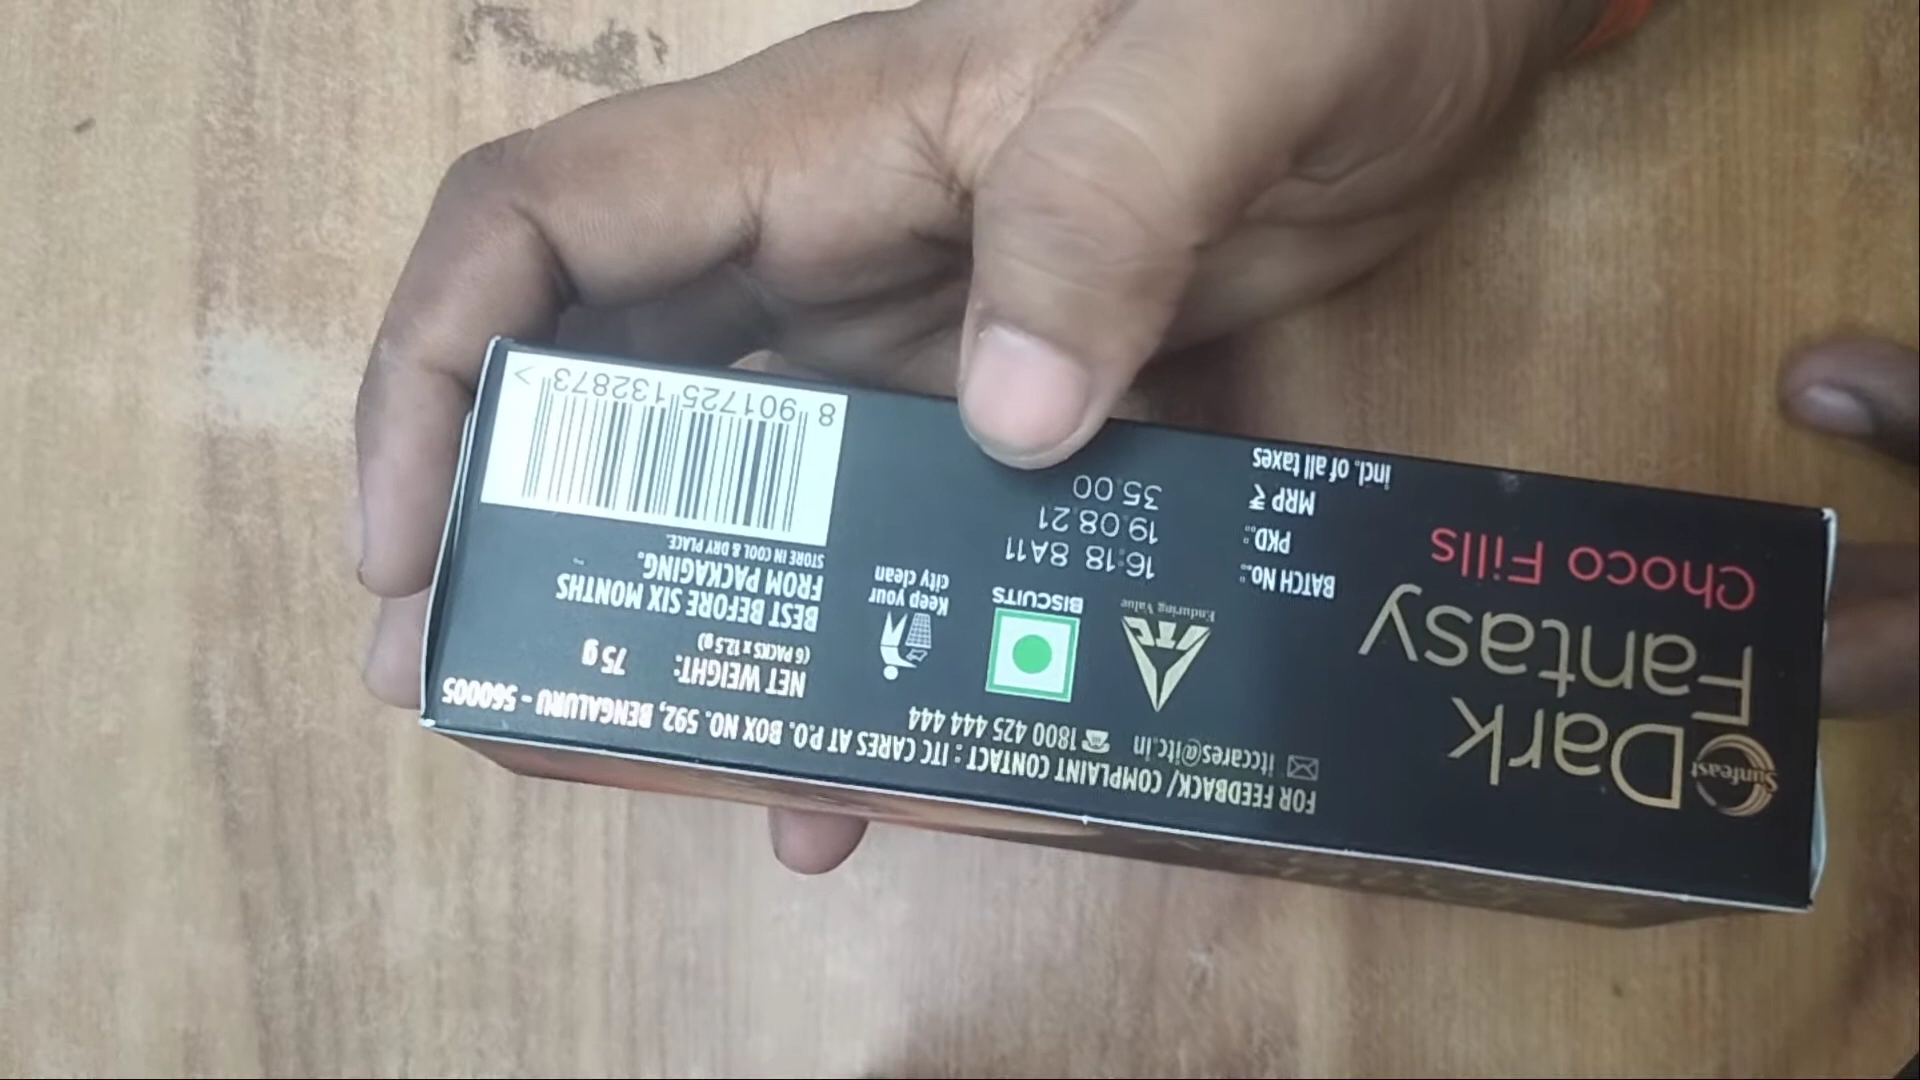 Sunfeast
Dark
Fantasy
Choco Fills
FOR FEEDBACK/ COMPLAINT CONTACT : ITC CARES AT P.O. BOX NO. 592, BENGALURU - 560005
itccares@itc.in 1800 425 444 444
ITC
Enduring Value
BISCUITS
Keep your
city clean
BATCH No.: 16:18 8A11
PKD.: 19.08.21
MRP ₹ 35.00
incl. of all taxes
NET WEIGHT: 75 g
(6 PACKS x 12.5 g)
BEST BEFORE SIX MONTHS
FROM PACKAGING.
STORE IN COOL & DRY PLACE.
8 901725 132873 >